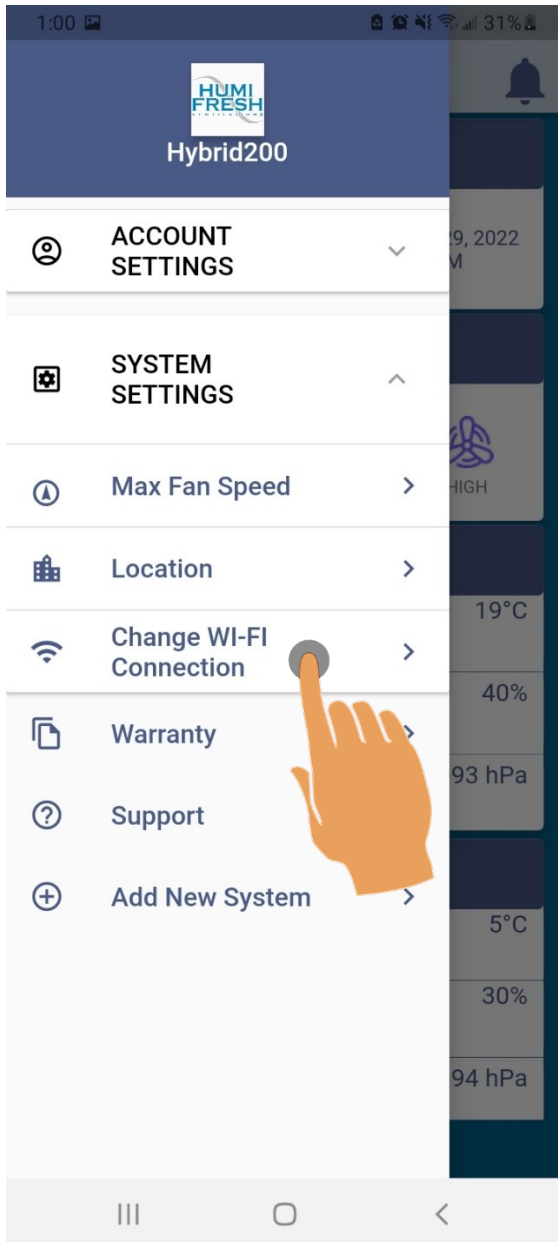 1:00
31%
HUMI
FRESH
Hybrid200
ACCOUNT
SETTINGS
29, 2022
M
SYSTEM
SETTINGS
HIGH
Max Fan Speed
Location
19°C
Change WI-FI
Connection
40%
Warranty
93 hPa
Support
Add New System
5°C
30%
94 hPa